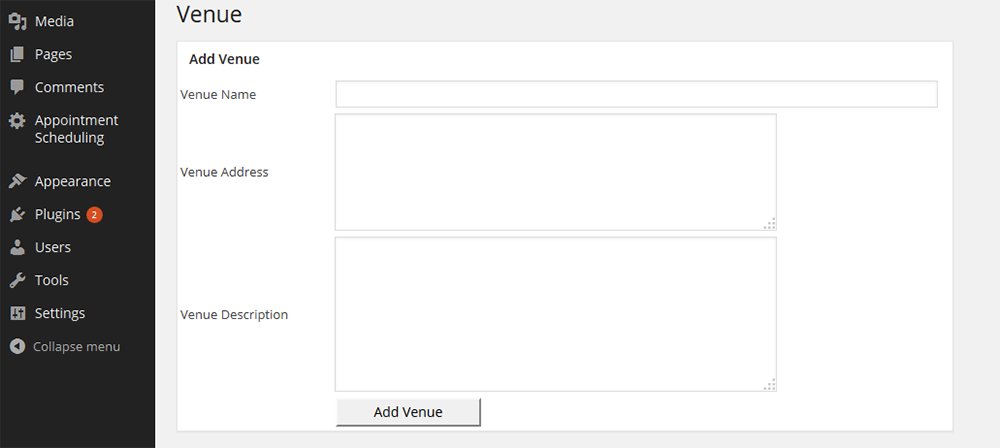 Media
Pages
Comments
Appointment
Scheduling
Appearance
Plugins 2
Users
Tools
Settings
Collapse menu
Venue
Add Venue
Venue Name
Venue Address
Venue Description
Add Venue